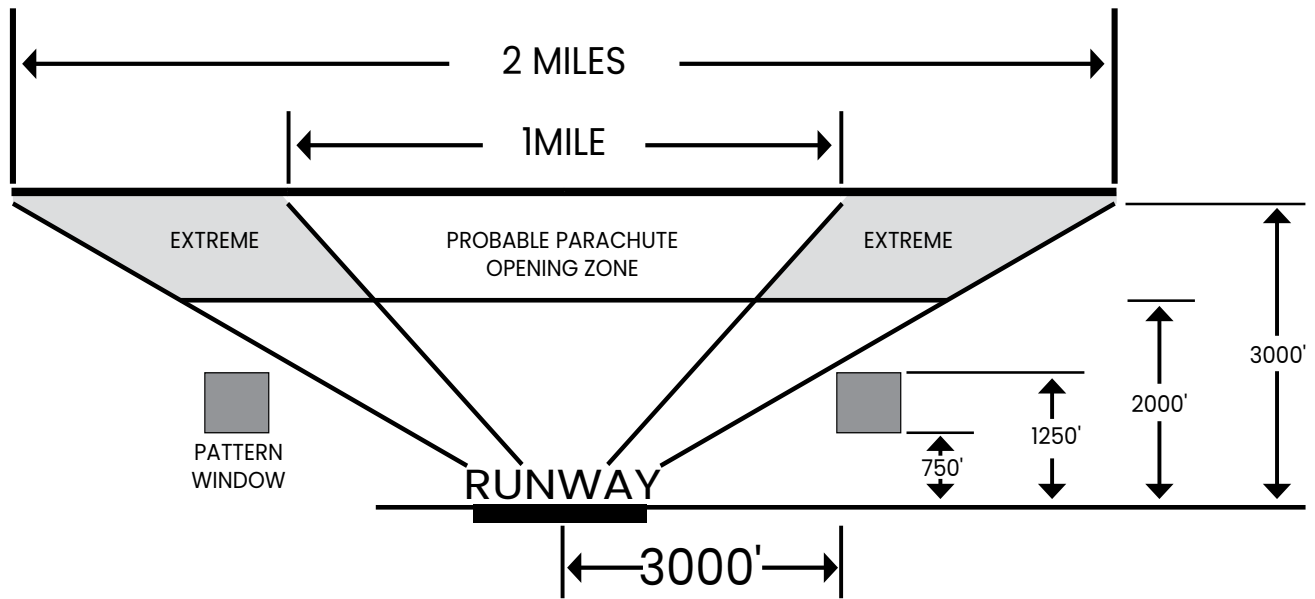 2 MILES
1MILE
EXTREME
PROBABLE PARACHUTE
OPENING ZONE
EXTREME
3000'
2000'
1250'
PATTERN
WINDOW
750'
RUNWAY
3000'